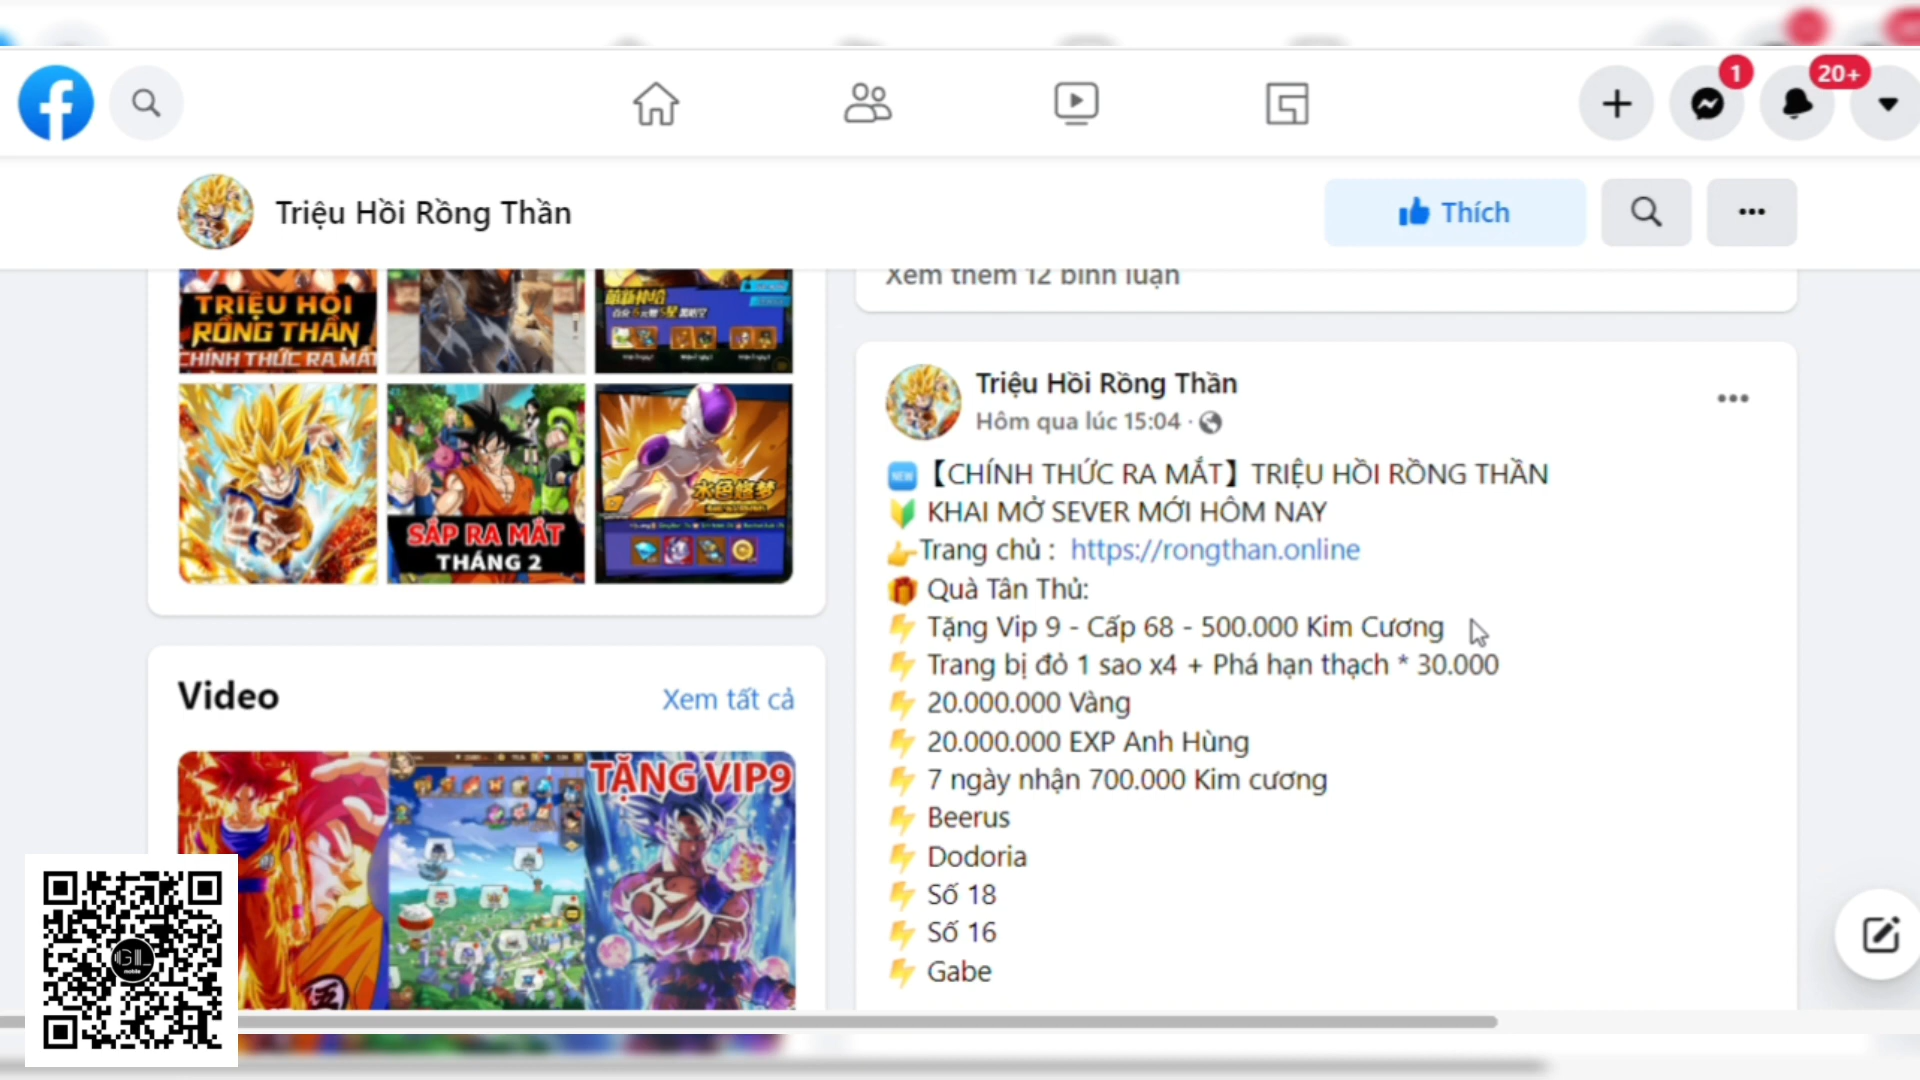 1
20+
Triệu Hồi Rồng Thần
Thích
TRIỆU HỒI
RỒNG THẦN
CHÍNH THỨC RA MẮT
SẮP RA MẮT
THÁNG 2
Video
Xem tất cả
TẶNG VIP9
GL
mobile
Xem thêm 12 bình luận
Triệu Hồi Rồng Thần
Hôm qua lúc 15:04 ·
NEW 【CHÍNH THỨC RA MẮT】TRIỆU HỒI RỒNG THẦN
KHAI MỞ SEVER MỚI HÔM NAY
Trang chủ : https://rongthan.online
Quà Tân Thủ:
Tặng Vip 9 - Cấp 68 - 500.000 Kim Cương
Trang bị đỏ 1 sao x4 + Phá hạn thạch * 30.000
20.000.000 Vàng
20.000.000 EXP Anh Hùng
7 ngày nhận 700.000 Kim cương
Beerus
Dodoria
Số 18
Số 16
Gabe